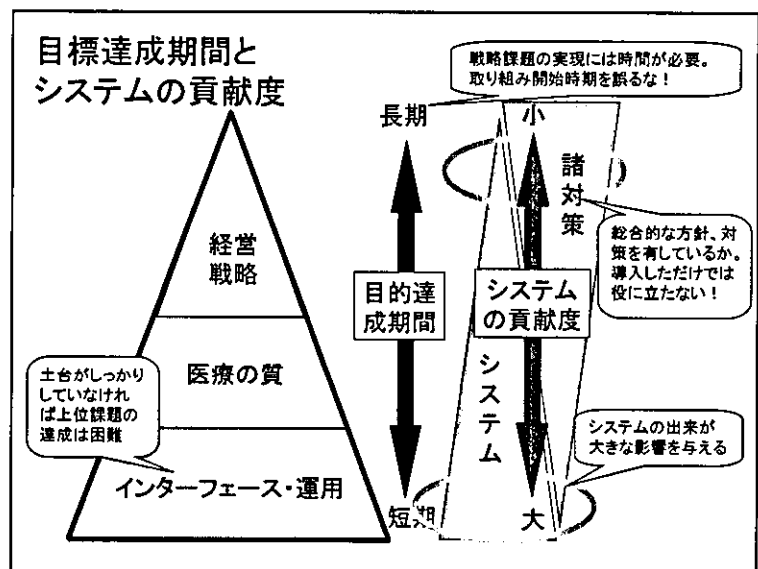 目標達成期間と
システムの貢献度
戦略課題の実現には時間が必要。
取り組み開始時期を誤るな！
長期
小
諸対策
総合的な方針、対
策を有しているか。
導入しただけでは
役に立たない！
経営
戦略
目的達
成期間
システム
の貢献度
医療の質
システム
土台がしっかり
していなけれ
ば上位課題の
達成は困難
システムの出来が
大きな影響を与える
インターフェース・運用
短期
大